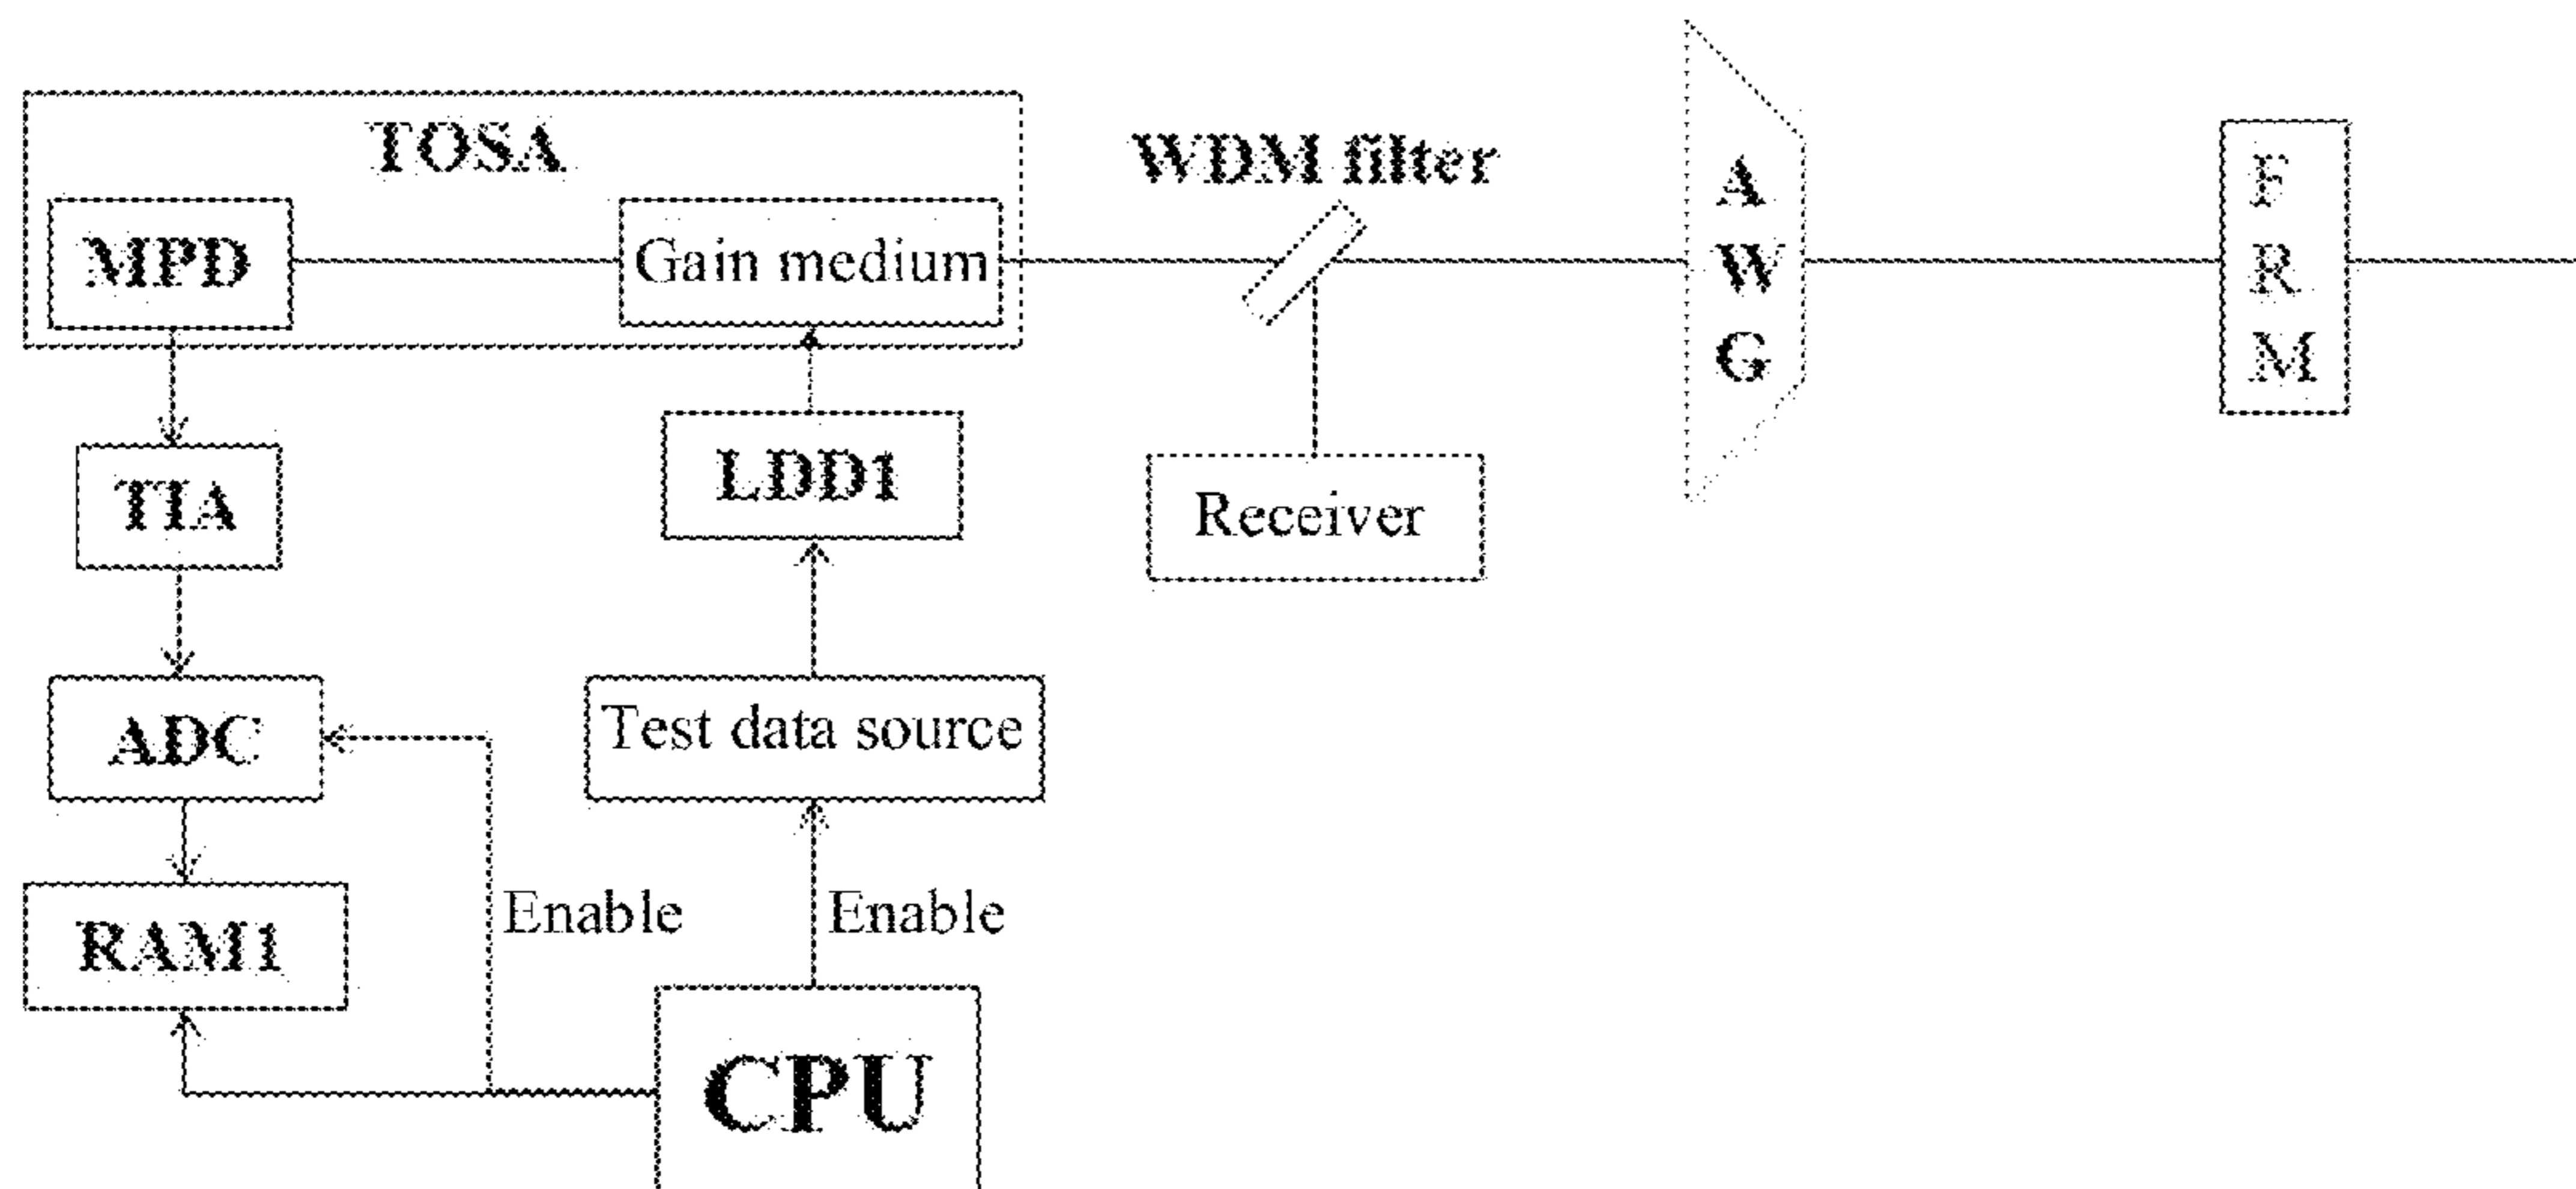 TOSA
WDM filter
MPD
Gain medium
A
W
G
F
R
M
TIA
LDD1
Receiver
ADC
Test data source
RAM1
Enable
Enable
CPU